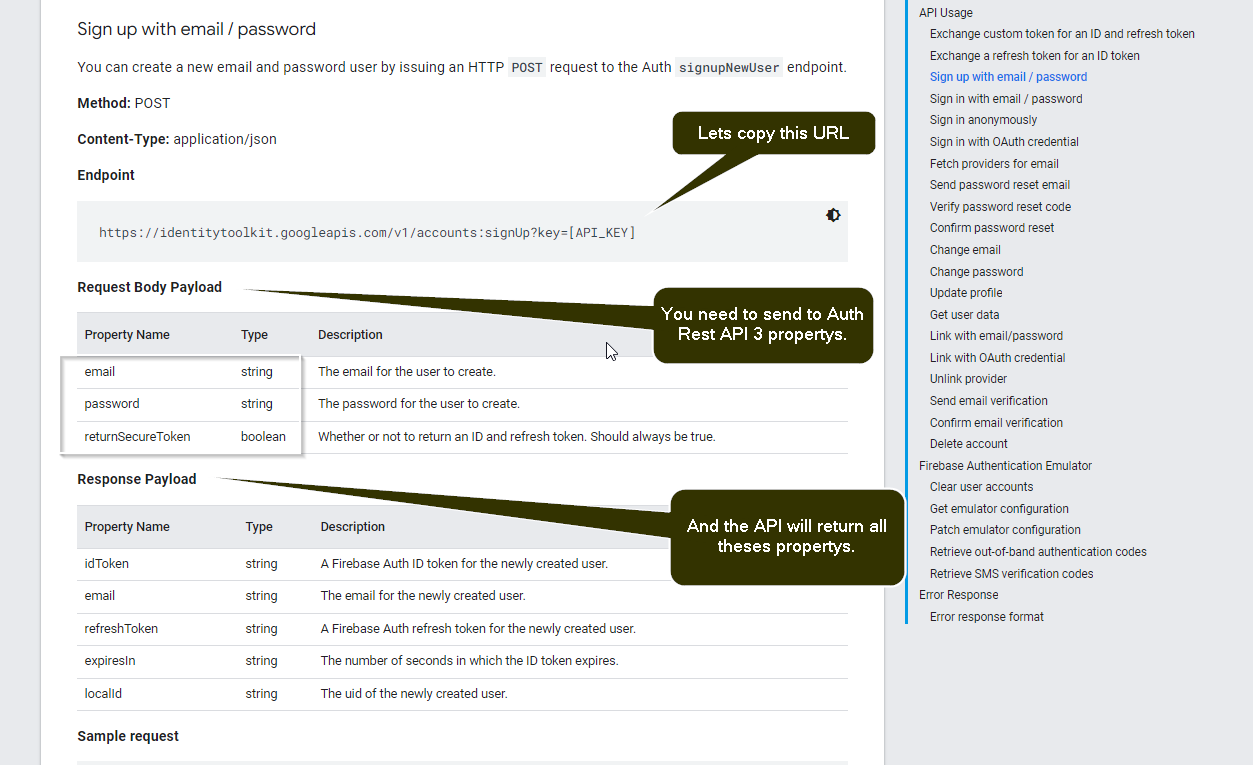 Sign up with email / password
You can create a new email and password user by issuing an HTTP POST request to the Auth signupNewUser endpoint.
Method: POST
Content-Type: application/json
Endpoint
Lets copy this URL
https://identitytoolkit.googleapis.com/v1/accounts:signUp?key=[API_KEY]
Request Body Payload
You need to send to Auth
Rest API 3 propertys.
Property Name Type Description
email string The email for the user to create.
password string The password for the user to create.
returnSecureToken boolean Whether or not to return an ID and refresh token. Should always be true.
Response Payload
And the API will return all
theses propertys.
Property Name Type Description
idToken string A Firebase Auth ID token for the newly created user.
email string The email for the newly created user.
refreshToken string A Firebase Auth refresh token for the newly created user.
expiresIn string The number of seconds in which the ID token expires.
localId string The uid of the newly created user.
Sample request
API Usage
Exchange custom token for an ID and refresh token
Exchange a refresh token for an ID token
Sign up with email / password
Sign in with email / password
Sign in anonymously
Sign in with OAuth credential
Fetch providers for email
Send password reset email
Verify password reset code
Confirm password reset
Change email
Change password
Update profile
Get user data
Link with email/password
Link with OAuth credential
Unlink provider
Send email verification
Confirm email verification
Delete account
Firebase Authentication Emulator
Clear user accounts
Get emulator configuration
Patch emulator configuration
Retrieve out-of-band authentication codes
Retrieve SMS verification codes
Error Response
Error response format